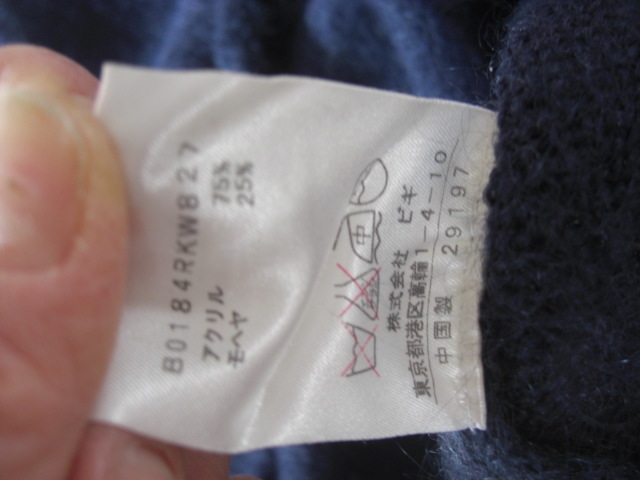 B0184RKW827
アクリル 75%
モヘヤ 25%
中
株式会社 ビギ
東京都港区高輪1-4-10
中国製 29197